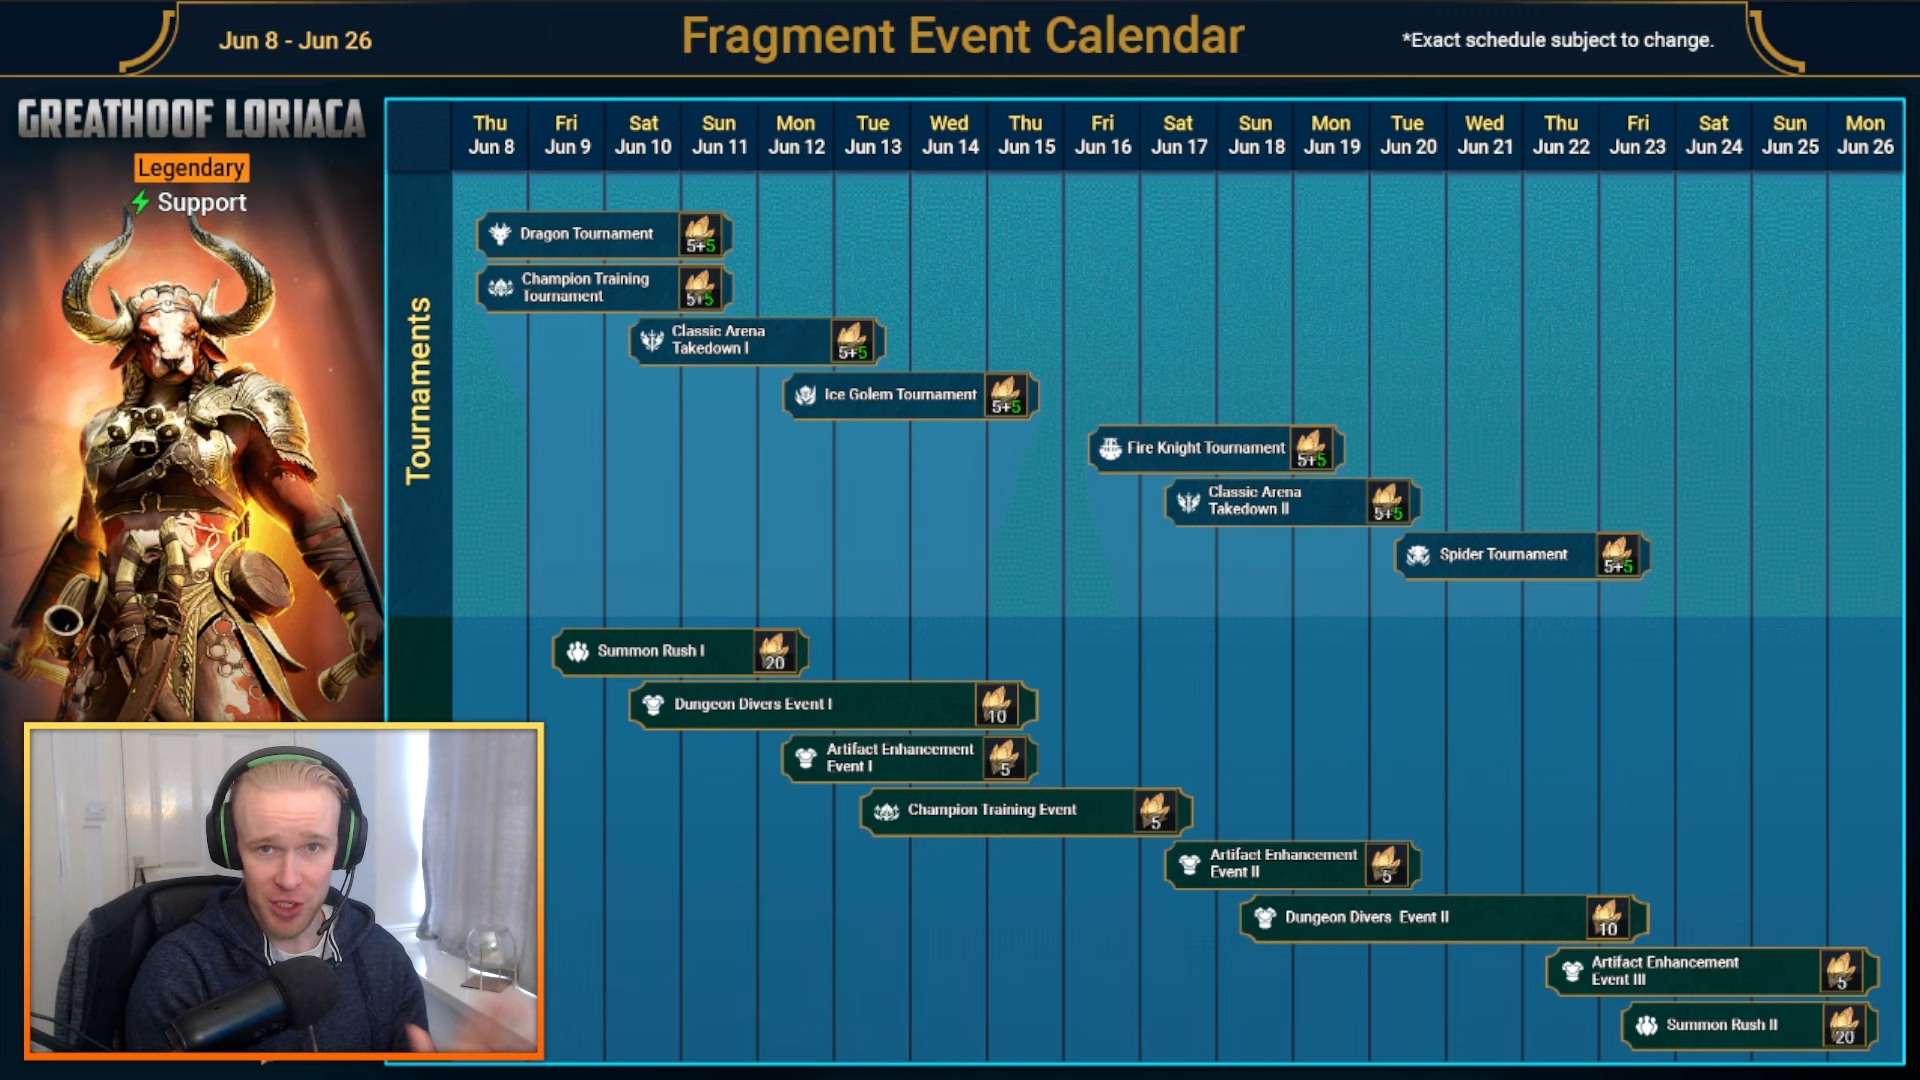 Jun 8 - Jun 26
Fragment Event Calendar
*Exact schedule subject to change.
GREATHOOF LORIACA
Legendary
Support
Thu Fri Sat Sun Mon Tue Wed Thu Fri Sat Sun Mon Tue Wed Thu Fri Sat Sun Mon
Jun 8 Jun 9 Jun 10 Jun 11 Jun 12 Jun 13 Jun 14 Jun 15 Jun 16 Jun 17 Jun 18 Jun 19 Jun 20 Jun 21 Jun 22 Jun 23 Jun 24 Jun 25 Jun 26
Tournaments
Dragon Tournament
5+5
Champion Training
Tournament
5+5
Classic Arena
Takedown I
5+5
Ice Golem Tournament
5+5
Fire Knight Tournament
5+5
Classic Arena
Takedown II
5+5
Spider Tournament
5+5
Summon Rush I
20
Dungeon Divers Event I
10
Artifact Enhancement
Event I
5
Champion Training Event
5
Artifact Enhancement
Event II
5
Dungeon Divers Event II
10
Artifact Enhancement
Event III
5
Summon Rush II
20